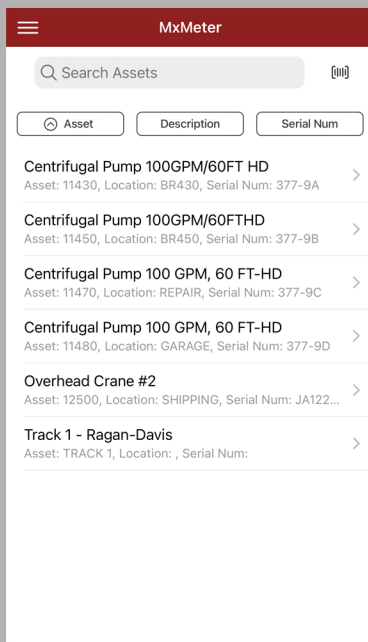 MxMeter
Search Assets
Asset
Description
Serial Num
Centrifugal Pump 100GPM/60FT HD
Asset: 11430, Location: BR430, Serial Num: 377-9A
Centrifugal Pump 100GPM/60FTHD
Asset: 11450, Location: BR450, Serial Num: 377-9B
Centrifugal Pump 100 GPM, 60 FT-HD
Asset: 11470, Location: REPAIR, Serial Num: 377-9C
Centrifugal Pump 100 GPM, 60 FT-HD
Asset: 11480, Location: GARAGE, Serial Num: 377-9D
Overhead Crane #2
Asset: 12500, Location: SHIPPING, Serial Num: JA122...
Track 1 - Ragan-Davis
Asset: TRACK 1, Location: , Serial Num: